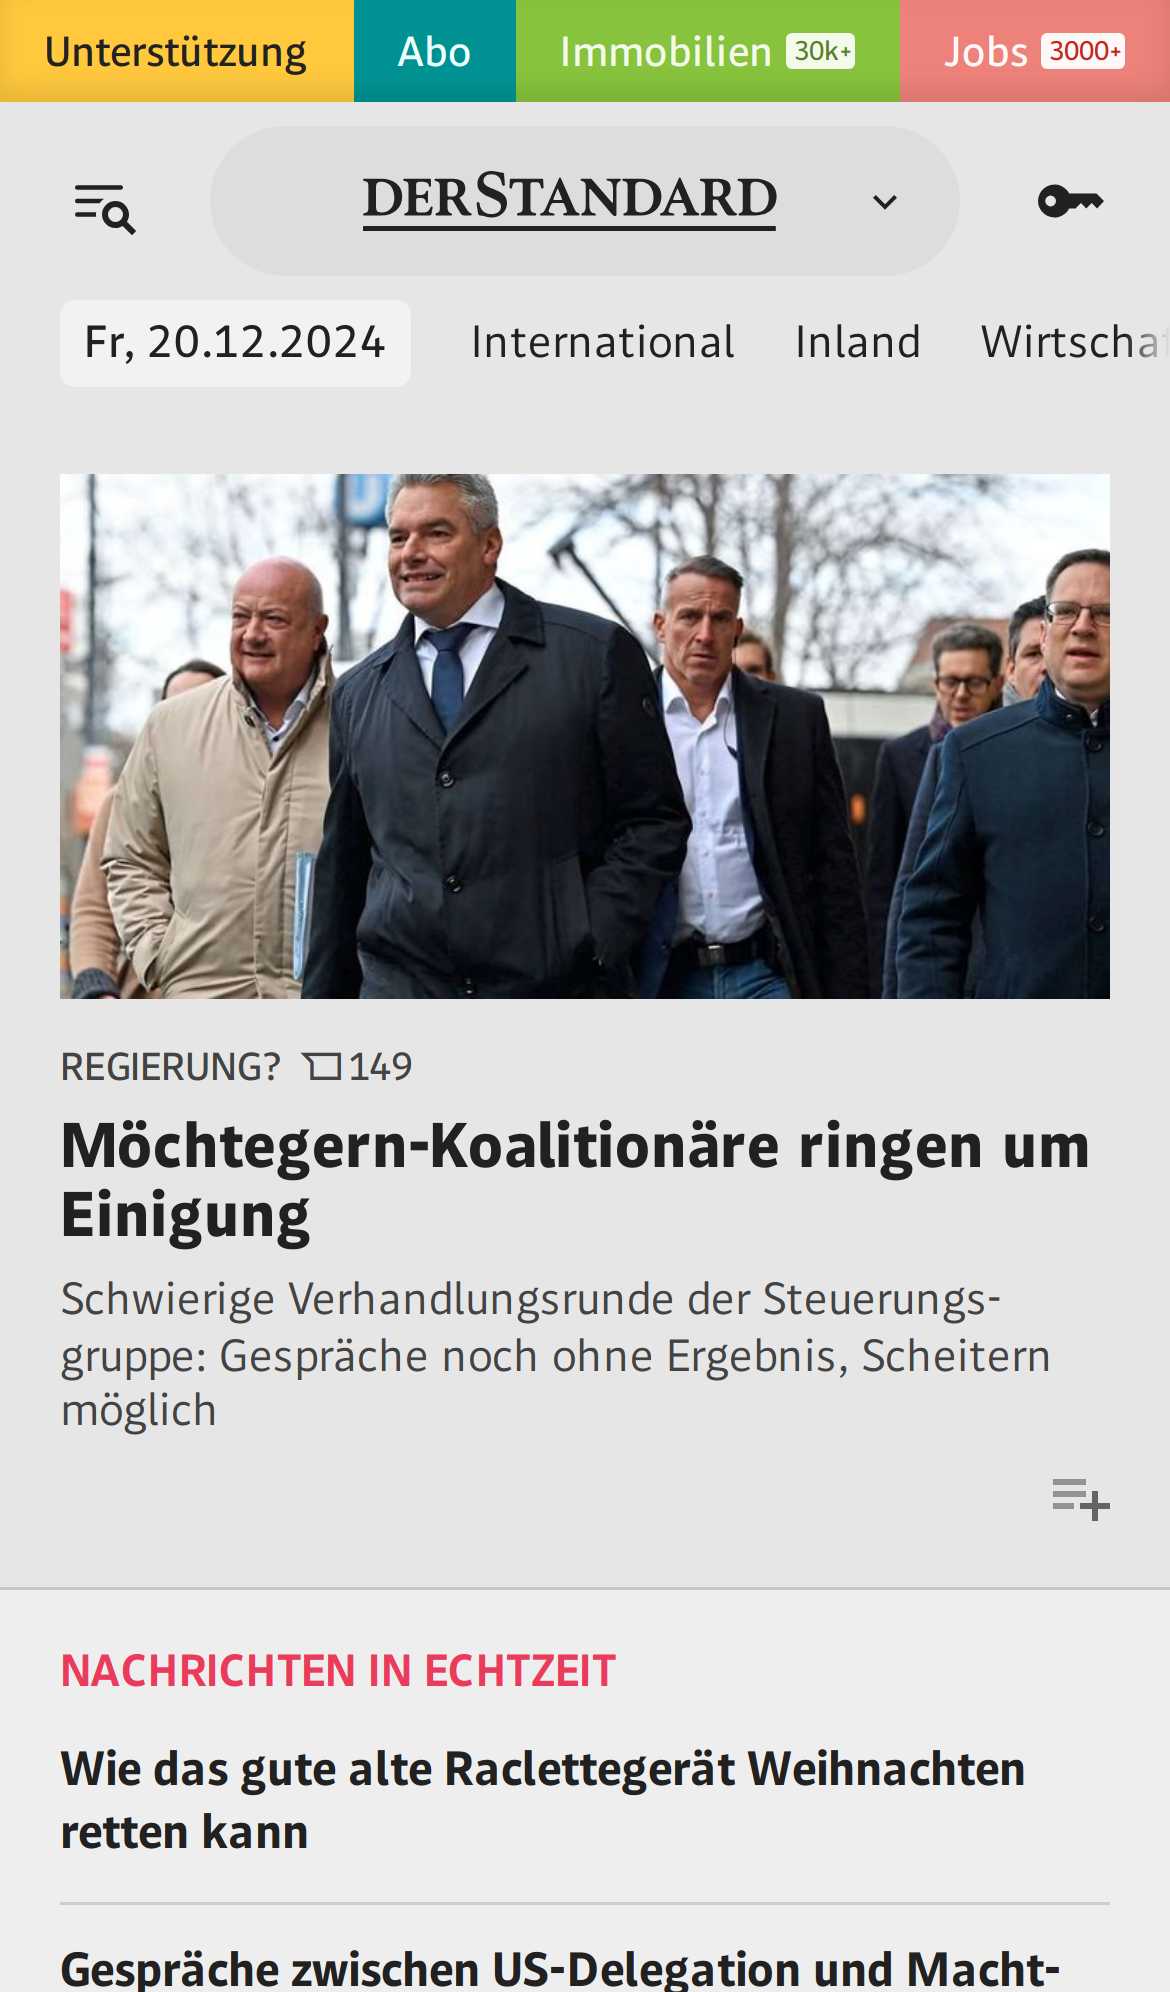 Unterstützung Abo Immobilien 30k+ Jobs 3000+
DERSTANDARD
Fr, 20.12.2024 International Inland Wirtscha
REGIERUNG? 149
Möchtegern-Koalitionäre ringen um
Einigung
Schwierige Verhandlungsrunde der Steuerungs-
gruppe: Gespräche noch ohne Ergebnis, Scheitern
möglich
NACHRICHTEN IN ECHTZEIT
Wie das gute alte Raclettegerät Weihnachten
retten kann
Gespräche zwischen US-Delegation und Macht-